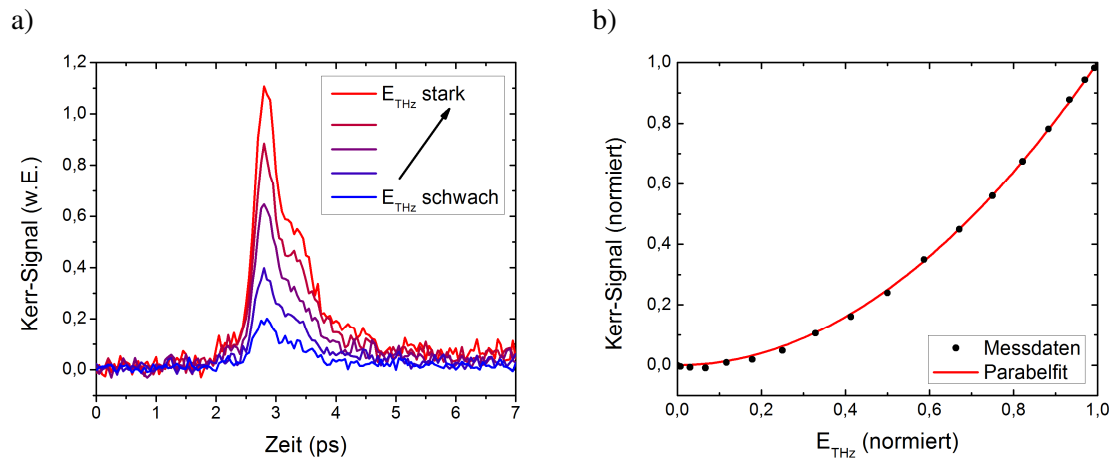 a)
Kerr-Signal (w.E.)
1,2
1,0
0,8
0,6
0,4
0,2
0,0
E_THz stark
E_THz schwach
0 1 2 3 4 5 6 7
Zeit (ps)
b)
Kerr-Signal (normiert)
1,0
0,8
0,6
0,4
0,2
0,0
Messdaten
Parabelfit
0,0 0,2 0,4 0,6 0,8 1,0
E_THz (normiert)